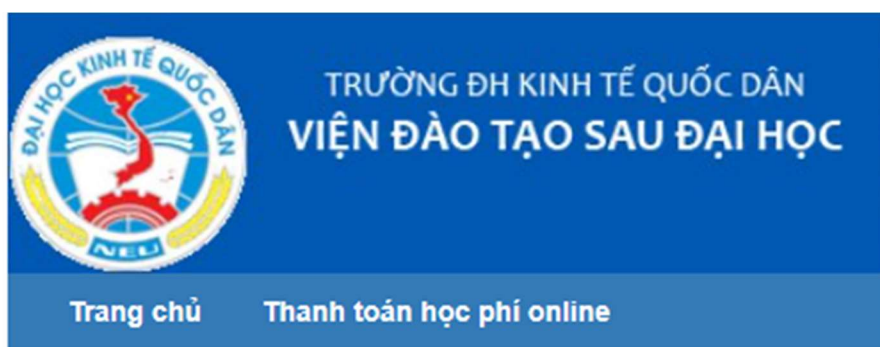 ĐẠI HỌC KINH TẾ QUỐC DÂN
NEU
TRƯỜNG ĐH KINH TẾ QUỐC DÂN
VIỆN ĐÀO TẠO SAU ĐẠI HỌC
Trang chủ Thanh toán học phí online